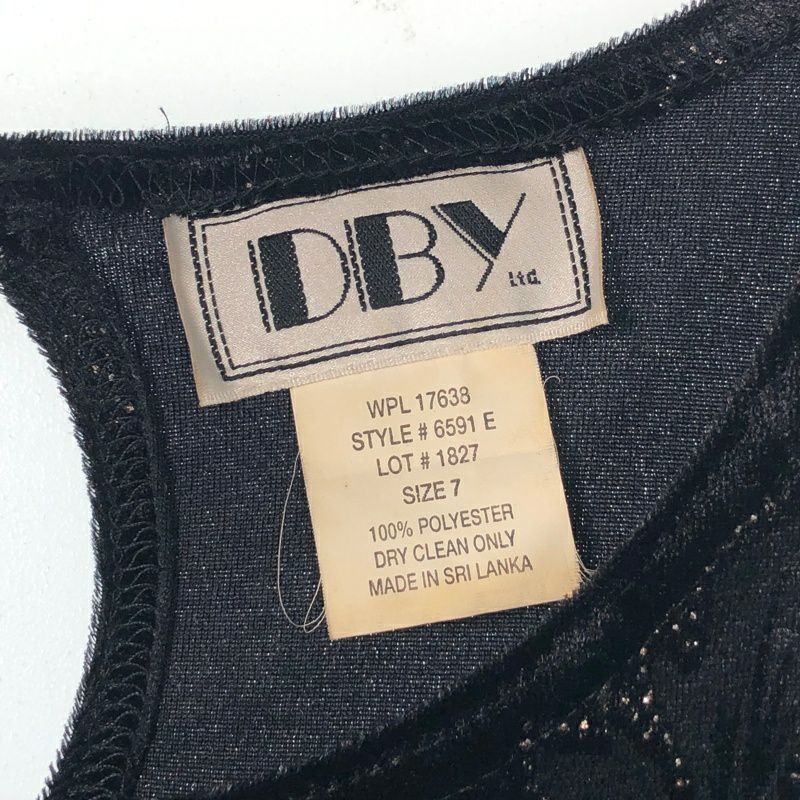 DBY
Ltd.
WPL 17638
STYLE # 6591 E
LOT # 1827
SIZE 7
100% POLYESTER
DRY CLEAN ONLY
MADE IN SRI LANKA